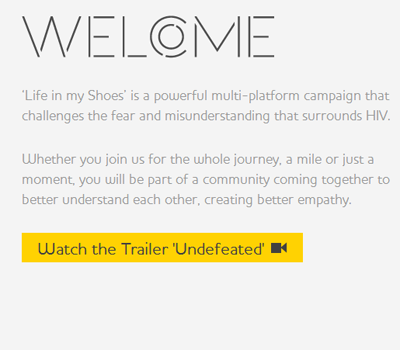 WELCOME
'Life in my Shoes' is a powerful multi-platform campaign that
challenges the fear and misunderstanding that surrounds HIV.
Whether you join us for the whole journey, a mile or just a
moment, you will be part of a community coming together to
better understand each other, creating better empathy.
Watch the Trailer 'Undefeated'